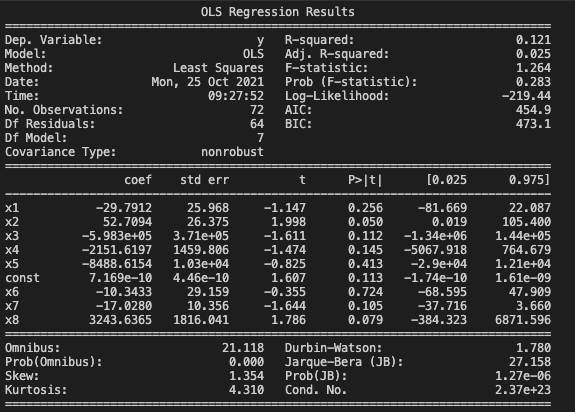 OLS Regression Results
Dep. Variable: y R-squared: 0.121
Model: OLS Adj. R-squared: 0.025
Method: Least Squares F-statistic: 1.264
Date: Mon, 25 Oct 2021 Prob (F-statistic): 0.283
Time: 09:27:52 Log-Likelihood: -219.44
No. Observations: 72 AIC: 454.9
Df Residuals: 64 BIC: 473.1
Df Model: 7
Covariance Type: nonrobust
coef std err t P>|t| [0.025 0.975]
x1 -29.7912 25.968 -1.147 0.256 -81.669 22.087
x2 52.7094 26.375 1.998 0.050 0.019 105.400
x3 -5.983e+05 3.71e+05 -1.611 0.112 -1.34e+06 1.44e+05
x4 -2151.6197 1459.806 -1.474 0.145 -5067.918 764.679
x5 -8488.6154 1.03e+04 -0.825 0.413 -2.9e+04 1.21e+04
const 7.169e-10 4.46e-10 1.607 0.113 -1.74e-10 1.61e-09
x6 -10.3433 29.159 -0.355 0.724 -68.595 47.909
x7 -17.0280 10.356 -1.644 0.105 -37.716 3.660
x8 3243.6365 1816.041 1.786 0.079 -384.323 6871.596
Omnibus: 21.118 Durbin-Watson: 1.780
Prob(Omnibus): 0.000 Jarque-Bera (JB): 27.158
Skew: 1.354 Prob(JB): 1.27e-06
Kurtosis: 4.310 Cond. No. 2.37e+23